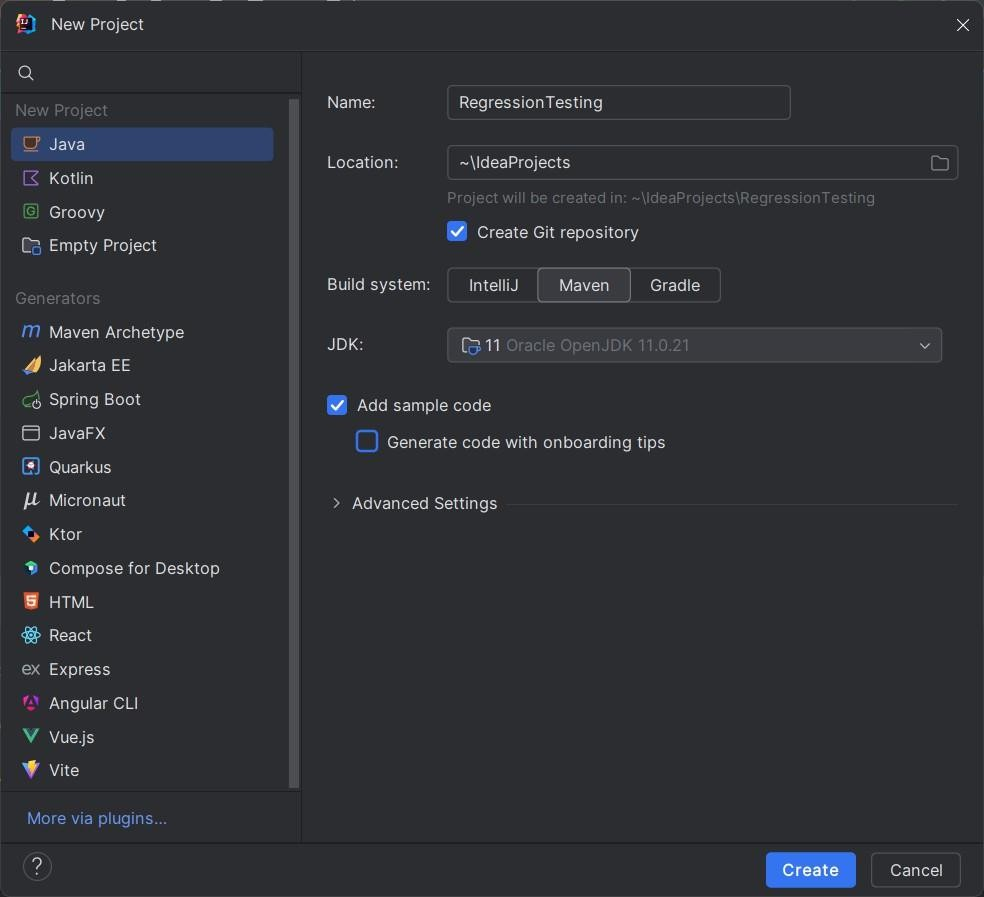 New Project
New Project
Java
Kotlin
Groovy
Empty Project
Generators
Maven Archetype
Jakarta EE
Spring Boot
JavaFX
Quarkus
Micronaut
Ktor
Compose for Desktop
HTML
React
Express
Angular CLI
Vue.js
Vite
More via plugins...
Name: RegressionTesting
Location: ~\IdeaProjects
Project will be created in: ~\IdeaProjects\RegressionTesting
Create Git repository
Build system: IntelliJ Maven Gradle
JDK: 11 Oracle OpenJDK 11.0.21
Add sample code
Generate code with onboarding tips
Advanced Settings
? Create Cancel